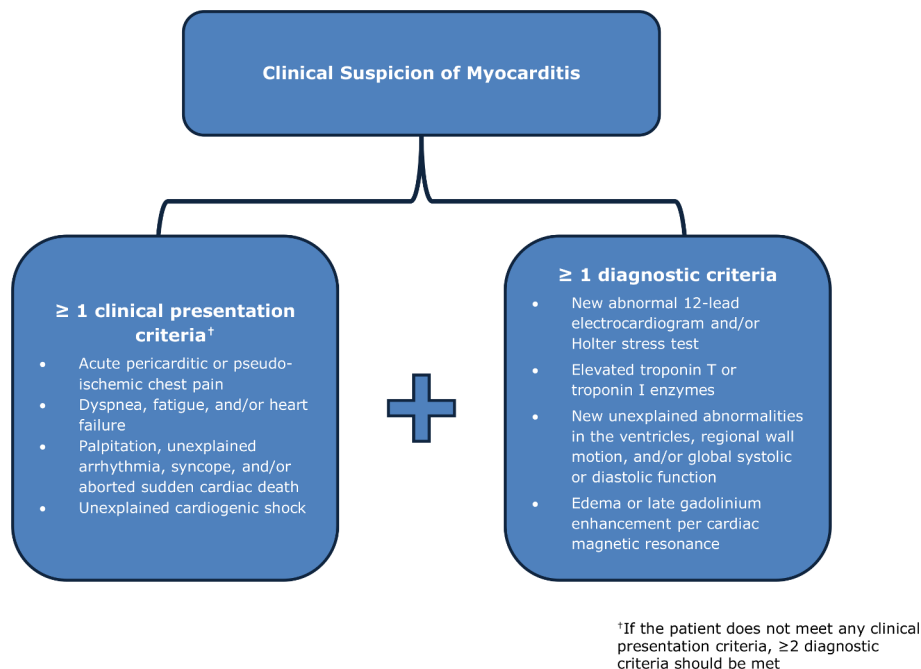 Clinical Suspicion of Myocarditis
≥ 1 clinical presentation
criteria†
• Acute pericarditic or pseudo-
ischemic chest pain
• Dyspnea, fatigue, and/or heart
failure
• Palpitation, unexplained
arrhythmia, syncope, and/or
aborted sudden cardiac death
• Unexplained cardiogenic shock
≥ 1 diagnostic criteria
• New abnormal 12-lead
electrocardiogram and/or
Holter stress test
• Elevated troponin T or
troponin I enzymes
• New unexplained abnormalities
in the ventricles, regional wall
motion, and/or global systolic
or diastolic function
• Edema or late gadolinium
enhancement per cardiac
magnetic resonance
†If the patient does not meet any clinical
presentation criteria, ≥2 diagnostic
criteria should be met